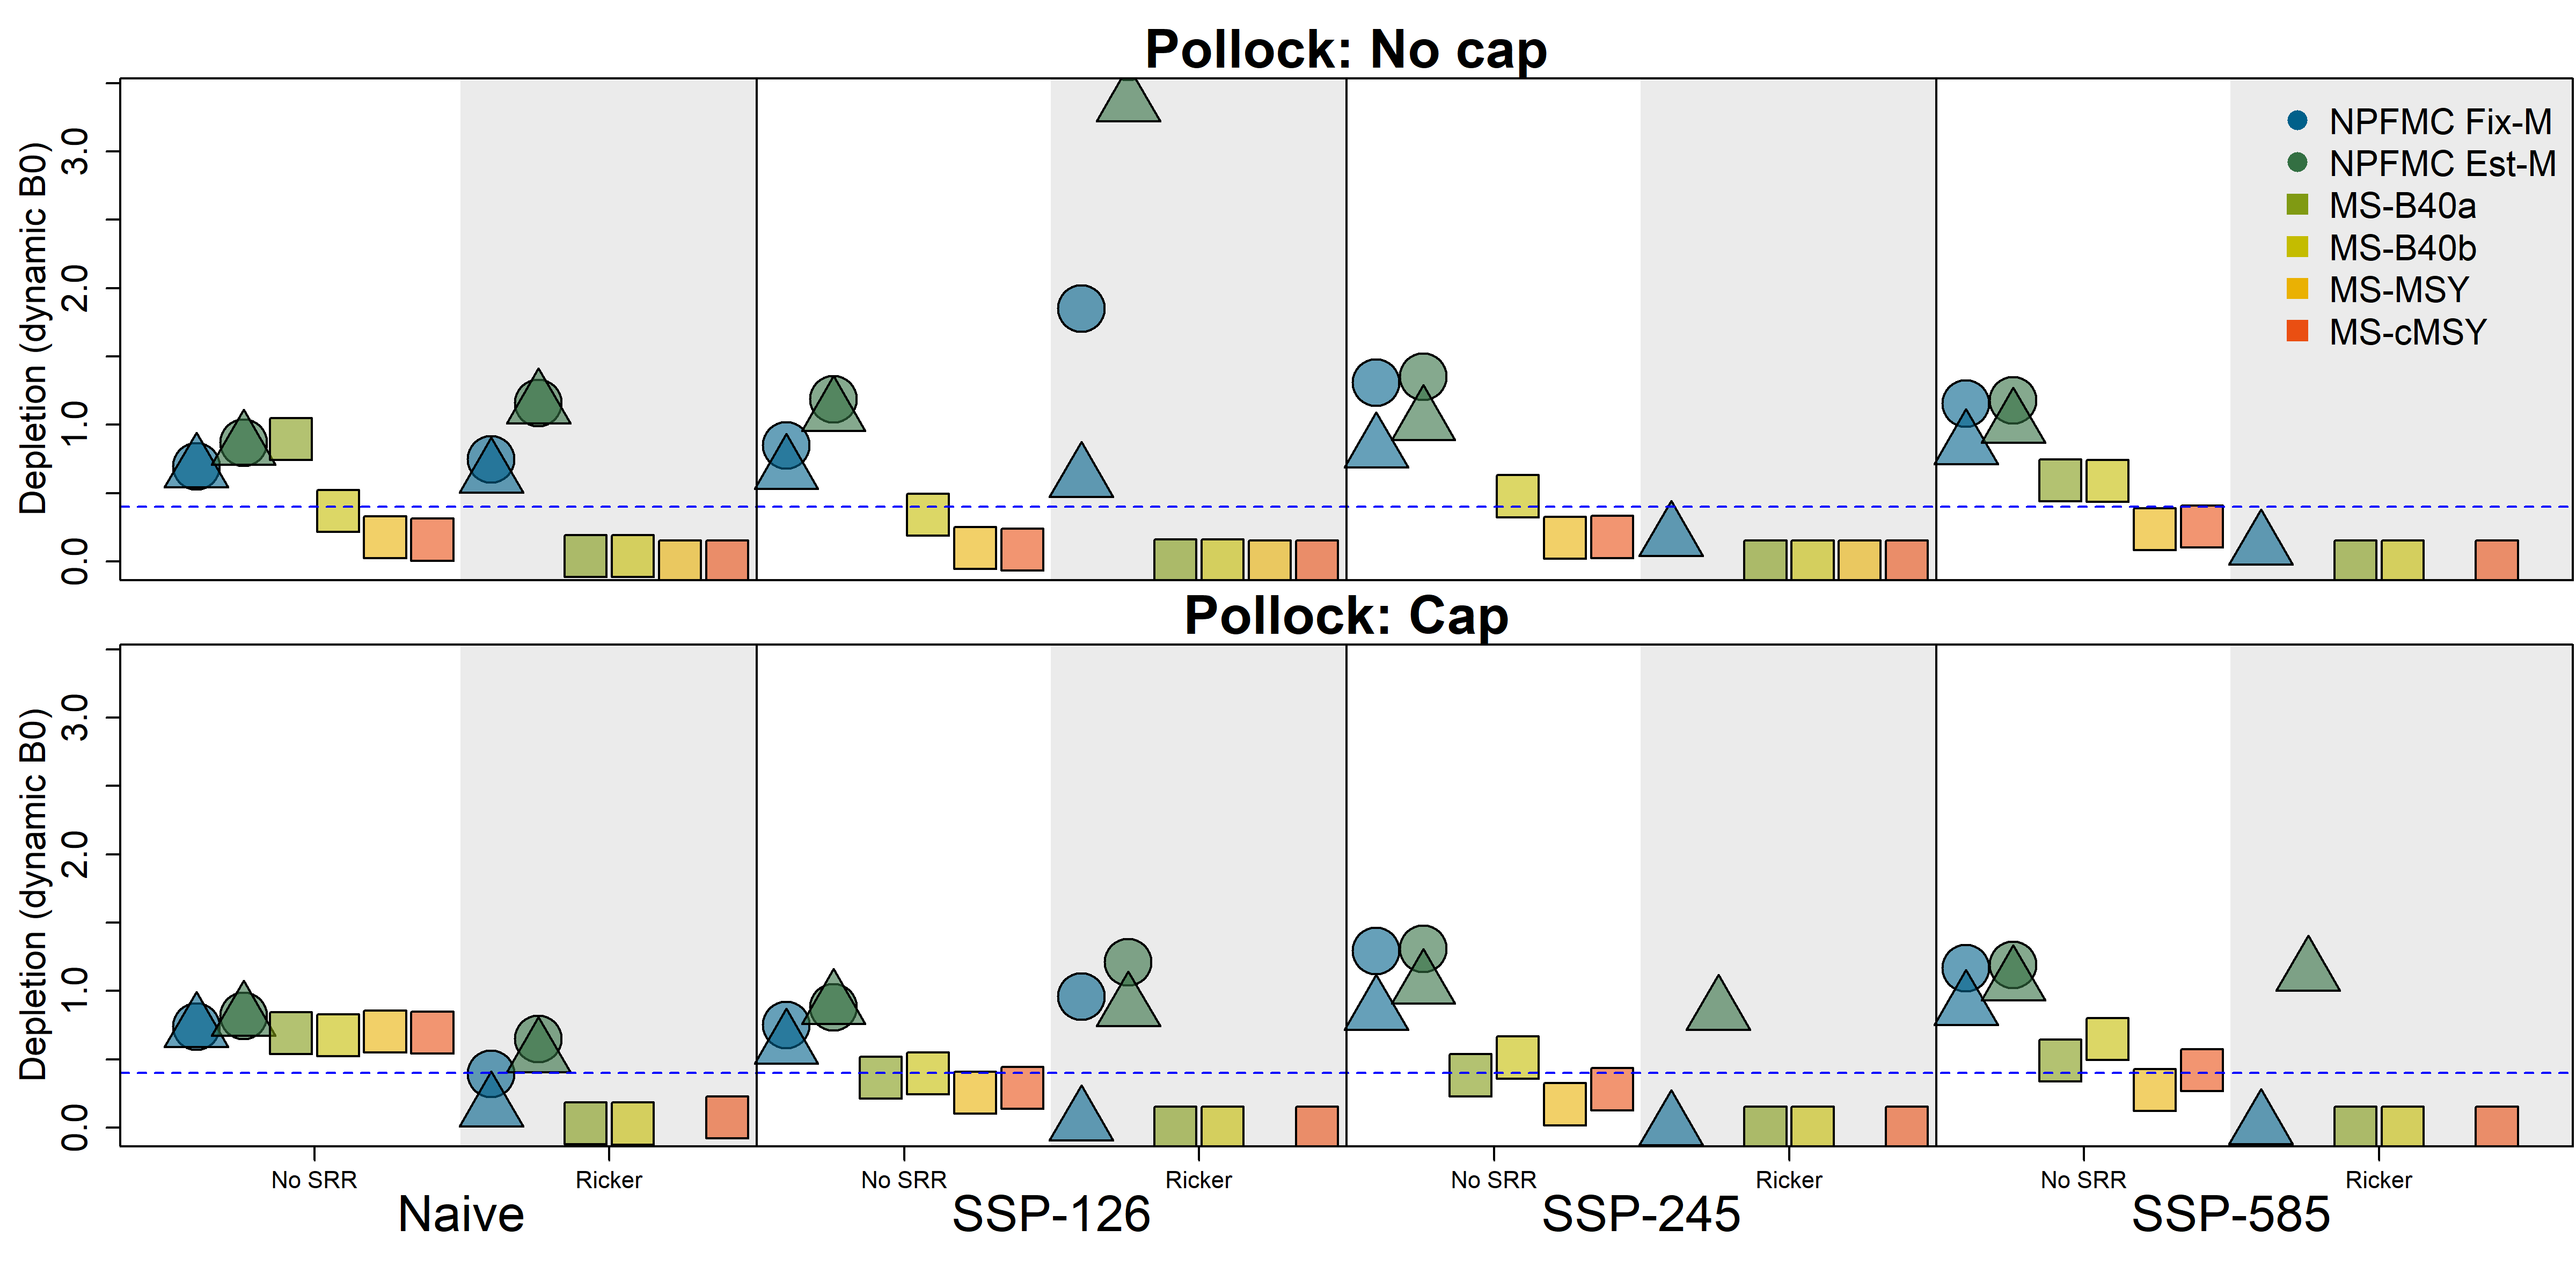 Pollock: No cap
Depletion (dynamic B0)
3.0
2.0
1.0
0.0
NPFMC Fix-M
NPFMC Est-M
MS-B40a
MS-B40b
MS-MSY
MS-cMSY
Pollock: Cap
Depletion (dynamic B0)
3.0
2.0
1.0
0.0
No SRR Ricker No SRR Ricker No SRR Ricker No SRR Ricker
Naive SSP-126 SSP-245 SSP-585